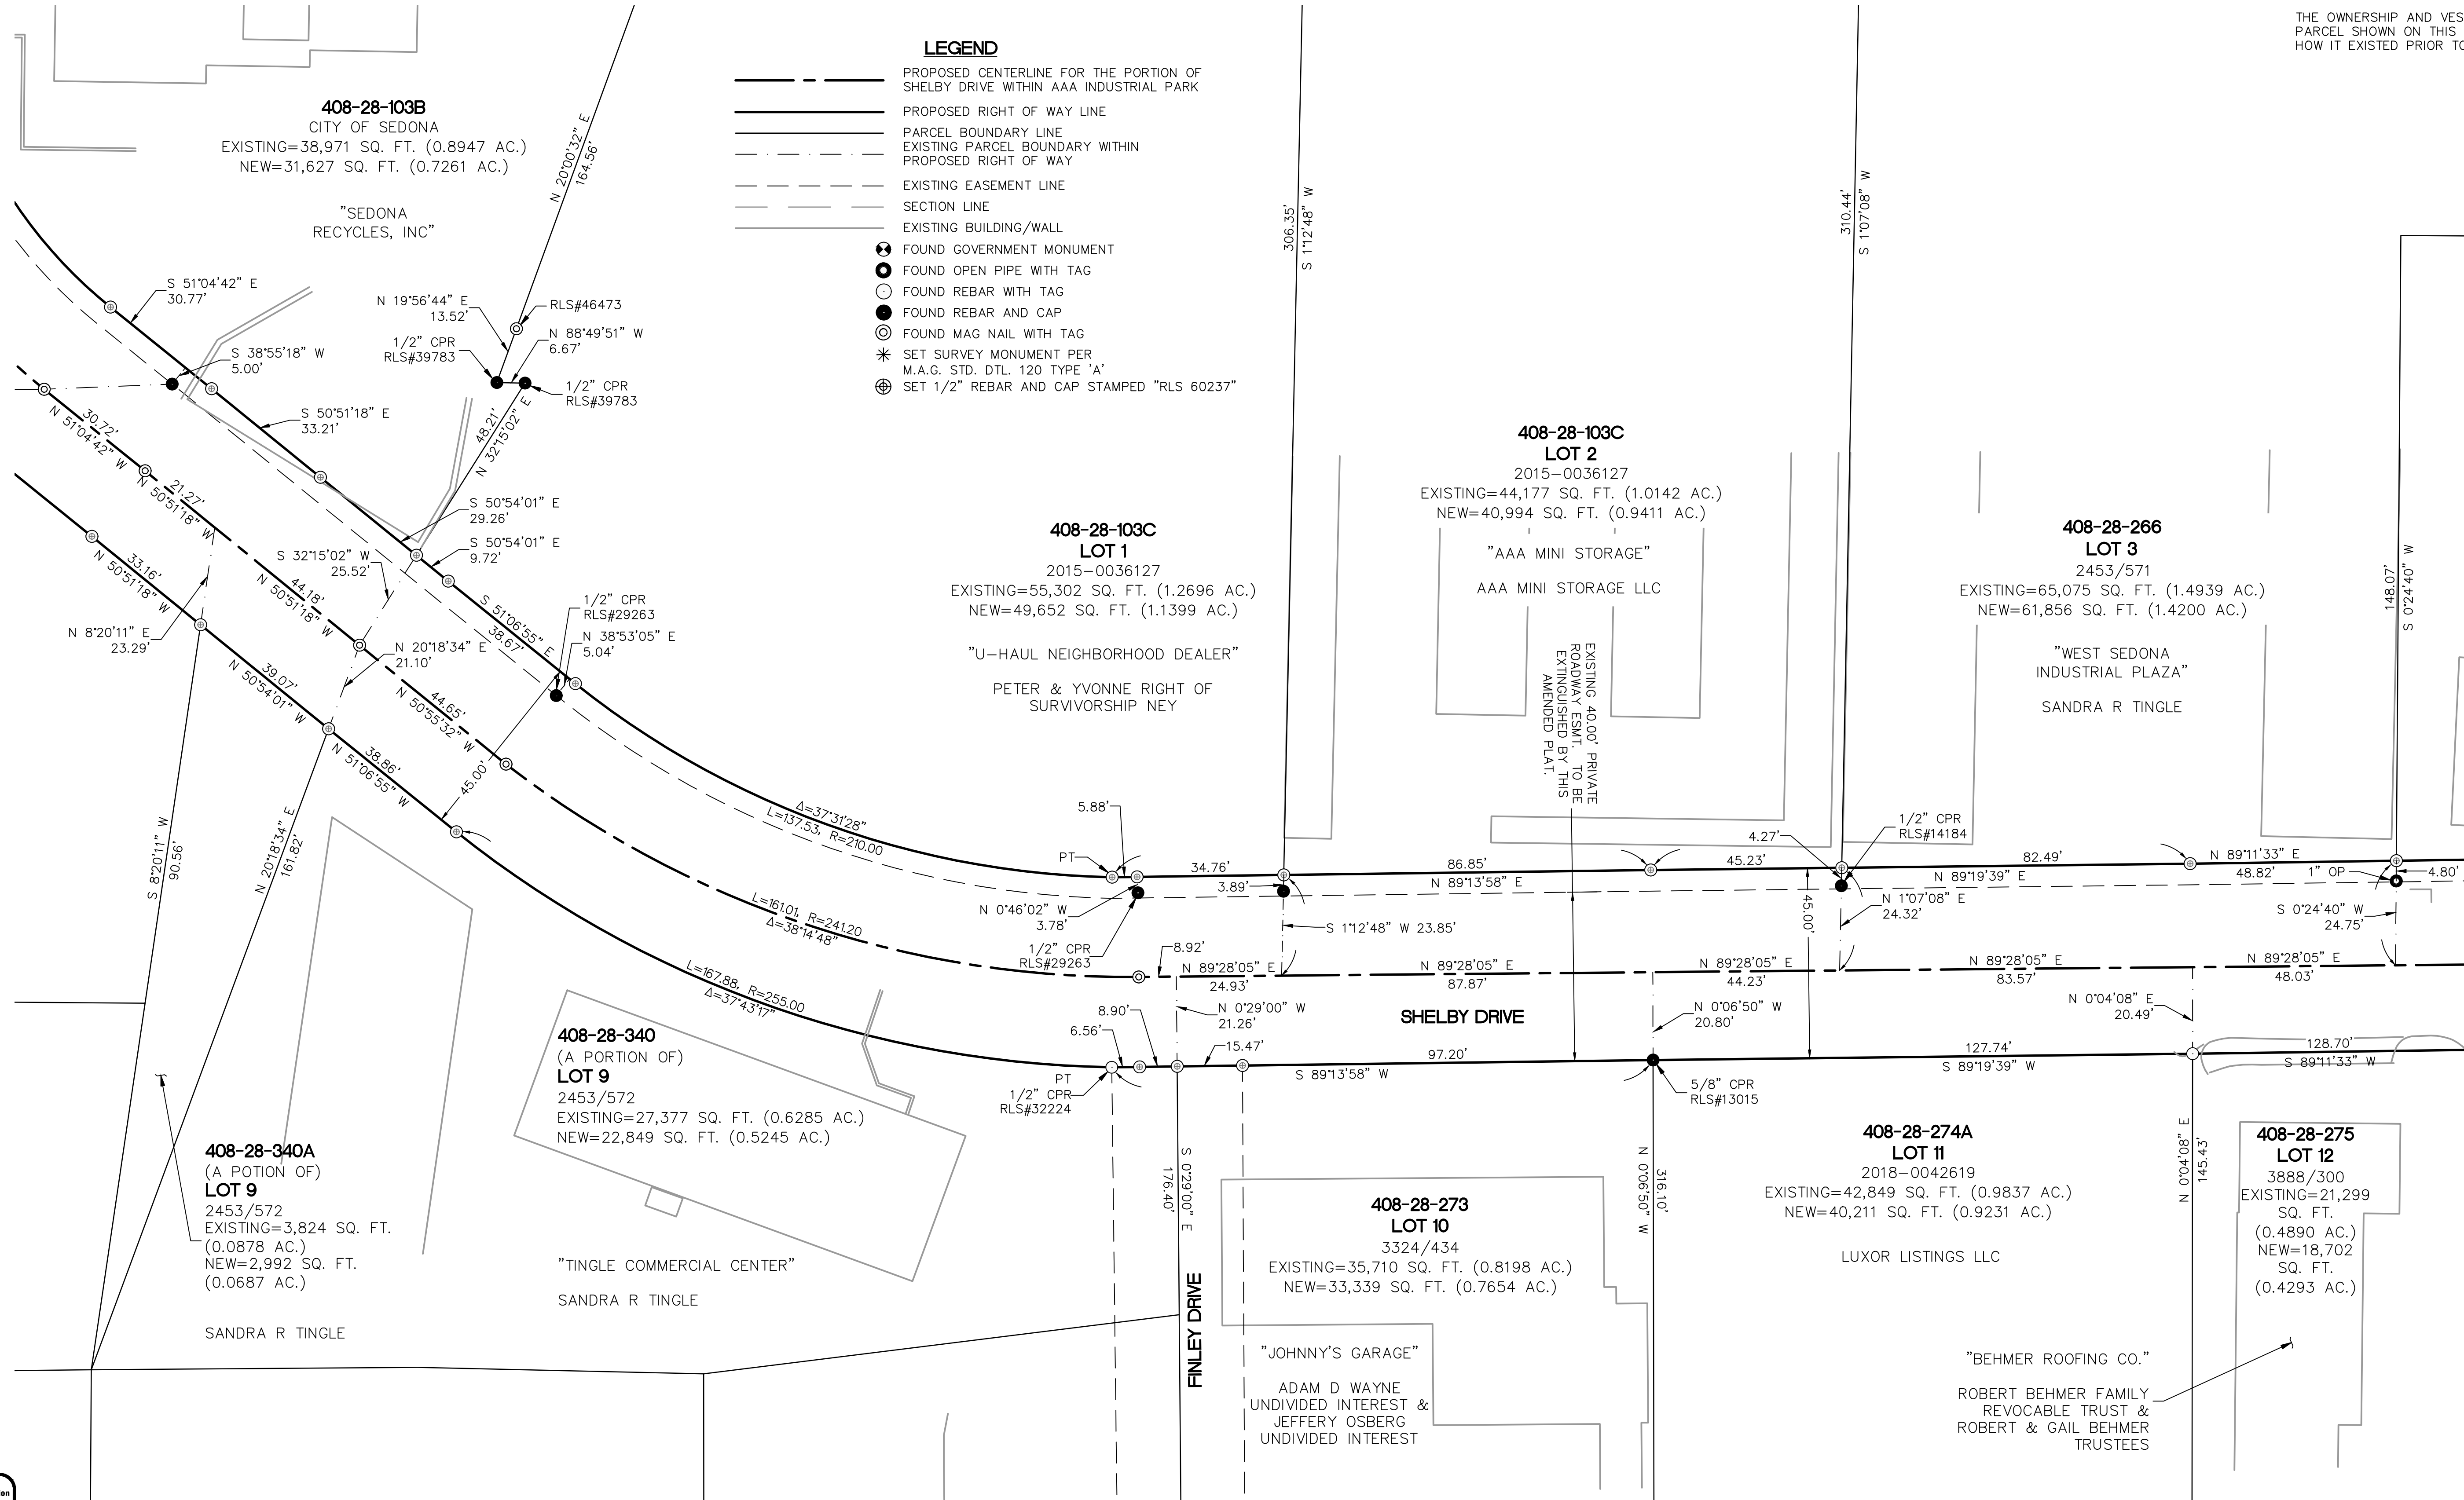 THE OWNERSHIP AND VES
PARCEL SHOWN ON THIS
HOW IT EXISTED PRIOR TO
LEGEND
PROPOSED CENTERLINE FOR THE PORTION OF
SHELBY DRIVE WITHIN AAA INDUSTRIAL PARK
PROPOSED RIGHT OF WAY LINE
PARCEL BOUNDARY LINE
EXISTING PARCEL BOUNDARY WITHIN
PROPOSED RIGHT OF WAY
EXISTING EASEMENT LINE
SECTION LINE
EXISTING BUILDING/WALL
FOUND GOVERNMENT MONUMENT
FOUND OPEN PIPE WITH TAG
FOUND REBAR WITH TAG
FOUND REBAR AND CAP
FOUND MAG NAIL WITH TAG
SET SURVEY MONUMENT PER
M.A.G. STD. DTL. 120 TYPE 'A'
SET 1/2" REBAR AND CAP STAMPED "RLS 60237"
408-28-103B
CITY OF SEDONA
EXISTING=38,971 SQ. FT. (0.8947 AC.)
NEW=31,627 SQ. FT. (0.7261 AC.)
"SEDONA
RECYCLES, INC"
N 20°00'32" E
164.56'
S 51°04'42" E
30.77'
N 19°56'44" E
13.52'
RLS#46473
1/2" CPR
RLS#39783
N 88°49'51" W
6.67'
1/2" CPR
RLS#39783
S 38°55'18" W
5.00'
S 50°51'18" E
33.21'
48.21'
N 32°15'02" E
30.72'
N 51°04'42" W
21.27'
N 50°51'18" W
S 50°54'01" E
29.26'
S 50°54'01" E
9.72'
S 32°15'02" W
25.52'
33.16'
N 50°51'18" W
44.18'
N 50°51'18" W
N 8°20'11" E
23.29'
1/2" CPR
RLS#29263
N 38°53'05" E
5.04'
S 51°06'55" E
38.67'
N 20°18'34" E
21.10'
39.07'
N 50°54'01" W
44.65'
N 50°55'32" W
45.00'
38.86'
N 51°06'55" W
S 8°20'11" W
90.56'
N 20°18'34" E
161.82'
Δ=37°31'28"
L=137.53, R=210.00
L=161.01, R=241.20
Δ=38°14'48"
L=167.88, R=255.00
Δ=37°43'17"
306.35'
S 1°12'48" W
310.44'
S 1°07'08" W
148.07'
S 0°24'40" W
408-28-103C
LOT 1
2015-0036127
EXISTING=55,302 SQ. FT. (1.2696 AC.)
NEW=49,652 SQ. FT. (1.1399 AC.)
"U-HAUL NEIGHBORHOOD DEALER"
PETER & YVONNE RIGHT OF
SURVIVORSHIP NEY
408-28-103C
LOT 2
2015-0036127
EXISTING=44,177 SQ. FT. (1.0142 AC.)
NEW=40,994 SQ. FT. (0.9411 AC.)
"AAA MINI STORAGE"
AAA MINI STORAGE LLC
EXISTING 40.00' PRIVATE
ROADWAY ESMT. TO BE
EXTINGUISHED BY THIS
AMENDED PLAT.
408-28-266
LOT 3
2453/571
EXISTING=65,075 SQ. FT. (1.4939 AC.)
NEW=61,856 SQ. FT. (1.4200 AC.)
"WEST SEDONA
INDUSTRIAL PLAZA"
SANDRA R TINGLE
5.88'
PT
34.76'
3.89'
86.85'
N 89°13'58" E
45.23'
4.27'
1/2" CPR
RLS#14184
82.49'
N 89°19'39" E
N 89°11'33" E
48.82'
1" OP
4.80'
N 0°46'02" W
3.78'
1/2" CPR
RLS#29263
S 1°12'48" W 23.85'
45.00'
N 1°07'08" E
24.32'
S 0°24'40" W
24.75'
8.92'
N 89°28'05" E
24.93'
N 89°28'05" E
87.87'
N 89°28'05" E
44.23'
N 89°28'05" E
83.57'
N 89°28'05" E
48.03'
SHELBY DRIVE
N 0°29'00" W
21.26'
N 0°06'50" W
20.80'
N 0°04'08" E
20.49'
8.90'
6.56'
15.47'
97.20'
S 89°13'58" W
127.74'
S 89°19'39" W
128.70'
S 89°11'33" W
PT
1/2" CPR
RLS#32224
5/8" CPR
RLS#13015
408-28-340A
(A POTION OF)
LOT 9
2453/572
EXISTING=3,824 SQ. FT.
(0.0878 AC.)
NEW=2,992 SQ. FT.
(0.0687 AC.)
SANDRA R TINGLE
408-28-340
(A PORTION OF)
LOT 9
2453/572
EXISTING=27,377 SQ. FT. (0.6285 AC.)
NEW=22,849 SQ. FT. (0.5245 AC.)
"TINGLE COMMERCIAL CENTER"
SANDRA R TINGLE
S 0°29'00" E
176.40'
FINLEY DRIVE
408-28-273
LOT 10
3324/434
EXISTING=35,710 SQ. FT. (0.8198 AC.)
NEW=33,339 SQ. FT. (0.7654 AC.)
"JOHNNY'S GARAGE"
ADAM D WAYNE
UNDIVIDED INTEREST &
JEFFERY OSBERG
UNDIVIDED INTEREST
316.10'
N 0°06'50" W
408-28-274A
LOT 11
2018-0042619
EXISTING=42,849 SQ. FT. (0.9837 AC.)
NEW=40,211 SQ. FT. (0.9231 AC.)
LUXOR LISTINGS LLC
N 0°04'08" E
145.43'
408-28-275
LOT 12
3888/300
EXISTING=21,299
SQ. FT.
(0.4890 AC.)
NEW=18,702
SQ. FT.
(0.4293 AC.)
"BEHMER ROOFING CO."
ROBERT BEHMER FAMILY
REVOCABLE TRUST &
ROBERT & GAIL BEHMER
TRUSTEES
on